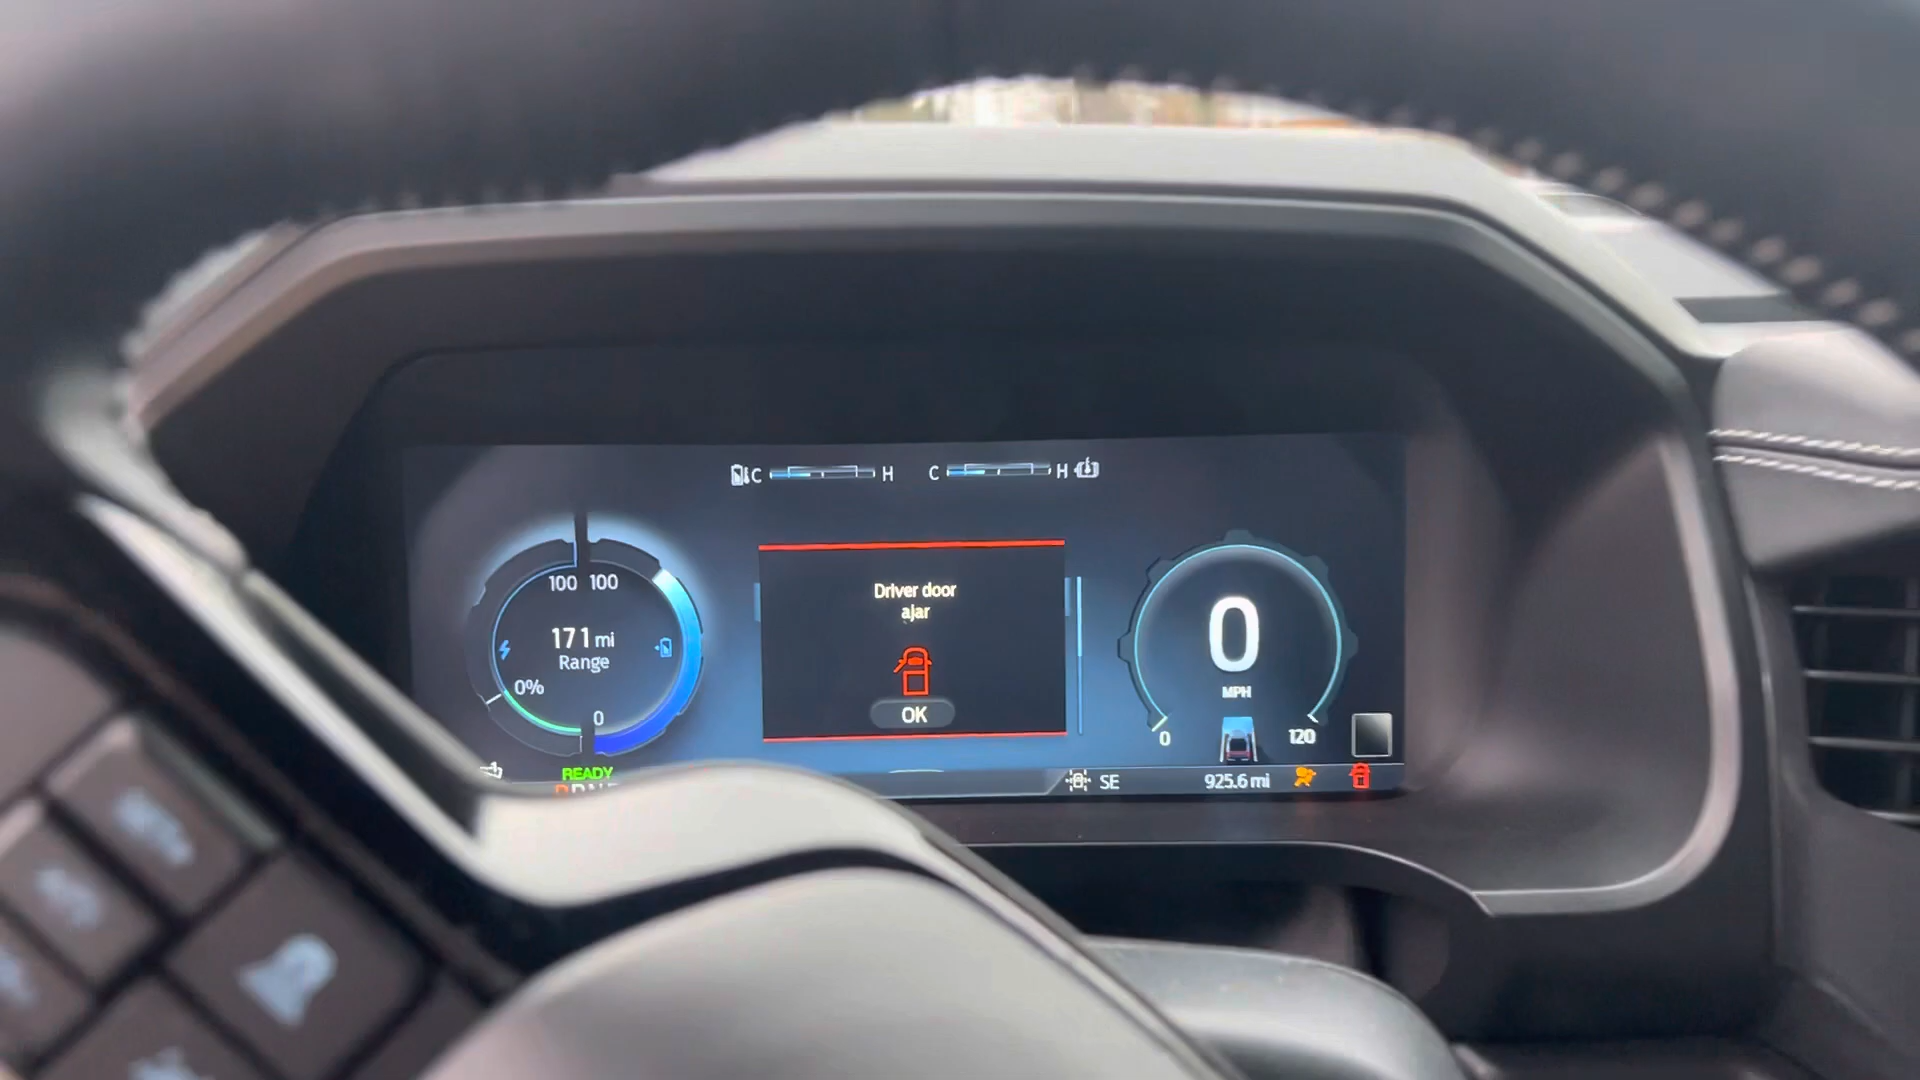 C H C H
100 100
171 mi
Range
0%
0
READY
Driver door
ajar
OK
0
MPH
0
120
SE
925.6 mi